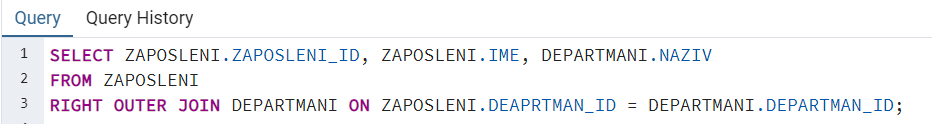 Query Query History
1 SELECT ZAPOSLENI.ZAPOSLENI_ID, ZAPOSLENI.IME, DEPARTMANI.NAZIV
2 FROM ZAPOSLENI
3 RIGHT OUTER JOIN DEPARTMANI ON ZAPOSLENI.DEAPRTMAN_ID = DEPARTMANI.DEPARTMAN_ID;